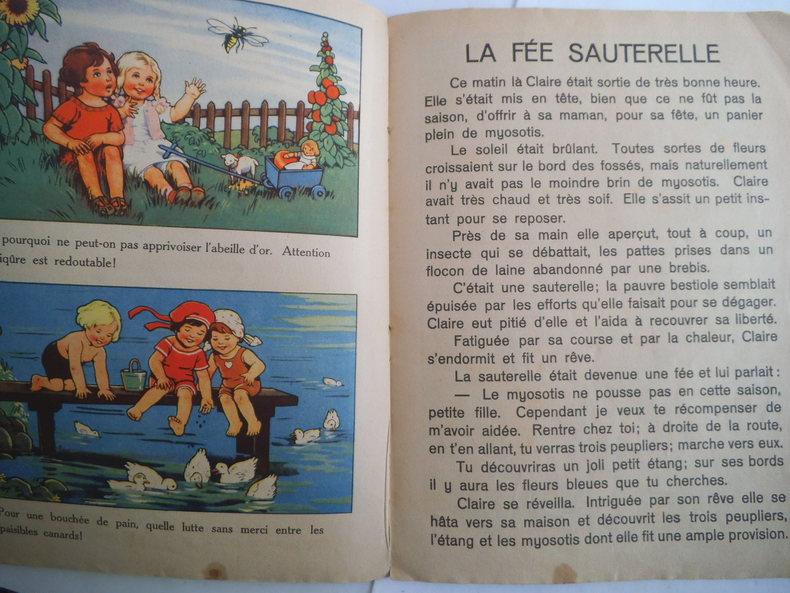 pourquoi ne peut-on pas apprivoiser l'abeille d'or. Attention
est redoutable!
Pour une bouchée de pain, quelle lutte sans merci entre les
paisibles canards!
LA FÉE SAUTERELLE
Ce matin là Claire était sortie de très bonne heure.
Elle s'était mis en tête, bien que ce ne fût pas la
saison, d'offrir à sa maman, pour sa fête, un panier
plein de myosotis.
Le soleil était brûlant. Toutes sortes de fleurs
croissaient sur le bord des fossés, mais naturellement
il n'y avait pas le moindre brin de myosotis. Claire
avait très chaud et très soif. Elle s'assit un petit ins-
tant pour se reposer.
Près de sa main elle aperçut, tout à coup, un
insecte qui se débattait, les pattes prises dans un
flocon de laine abandonné par une brebis.
C'était une sauterelle; la pauvre bestiole semblait
épuisée par les efforts qu'elle faisait pour se dégager.
Claire eut pitié d'elle et l'aida à recouvrer sa liberté.
Fatiguée par sa course et par la chaleur, Claire
s'endormit et fit un rêve.
La sauterelle était devenue une fée et lui parlait :
— Le myosotis ne pousse pas en cette saison,
petite fille. Cependant je veux te récompenser de
m'avoir aidée. Rentre chez toi; à droite de la route,
en t'en allant, tu verras trois peupliers; marche vers eux.
Tu découvriras un joli petit étang; sur ses bords
il y aura les fleurs bleues que tu cherches.
Claire se réveilla. Intriguée par son rêve elle se
hâta vers sa maison et découvrit les trois peupliers,
l'étang et les myosotis dont elle fit une ample provision.